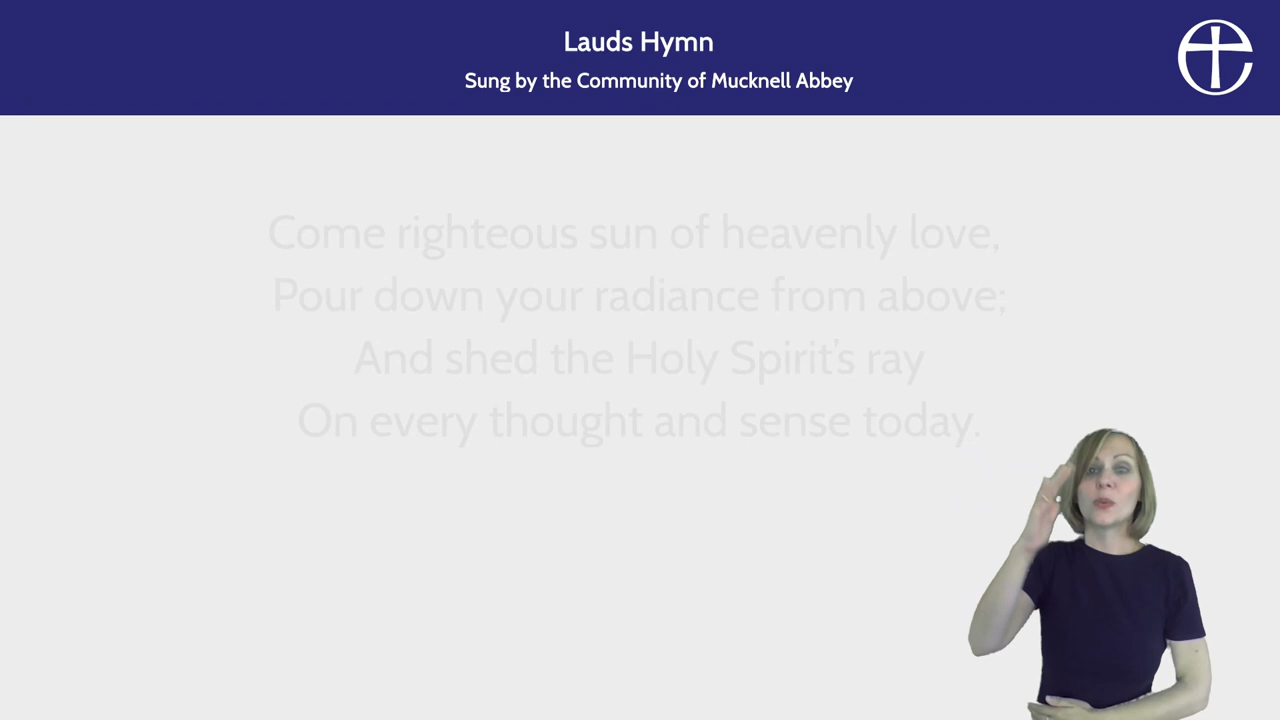 Lauds Hymn
Sung by the Community of Mucknell Abbey
Come righteous sun of heavenly love,
Pour down your radiance from above;
And shed the Holy Spirit's ray
On every thought and sense today.